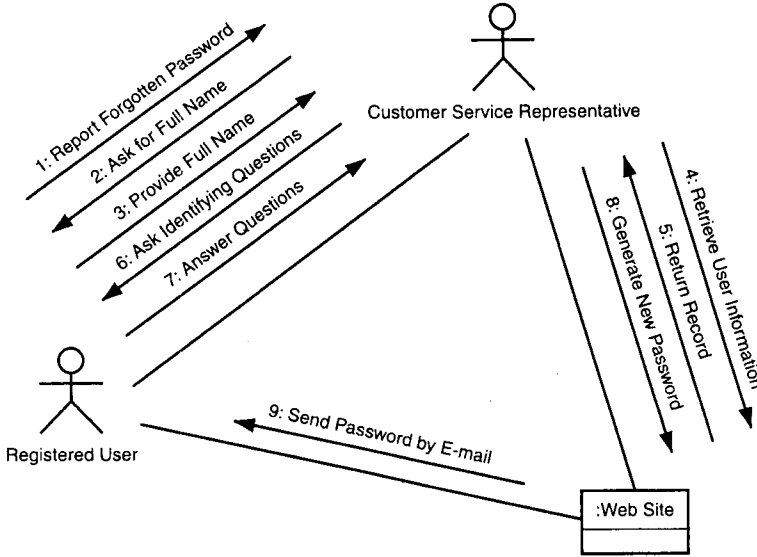 Customer Service Representative
1: Report Forgotten Password
2: Ask for Full Name
3: Provide Full Name
6: Ask Identifying Questions
7: Answer Questions
4: Retrieve User Information
5: Return Record
8: Generate New Password
9: Send Password by E-mail
Registered User
:Web Site